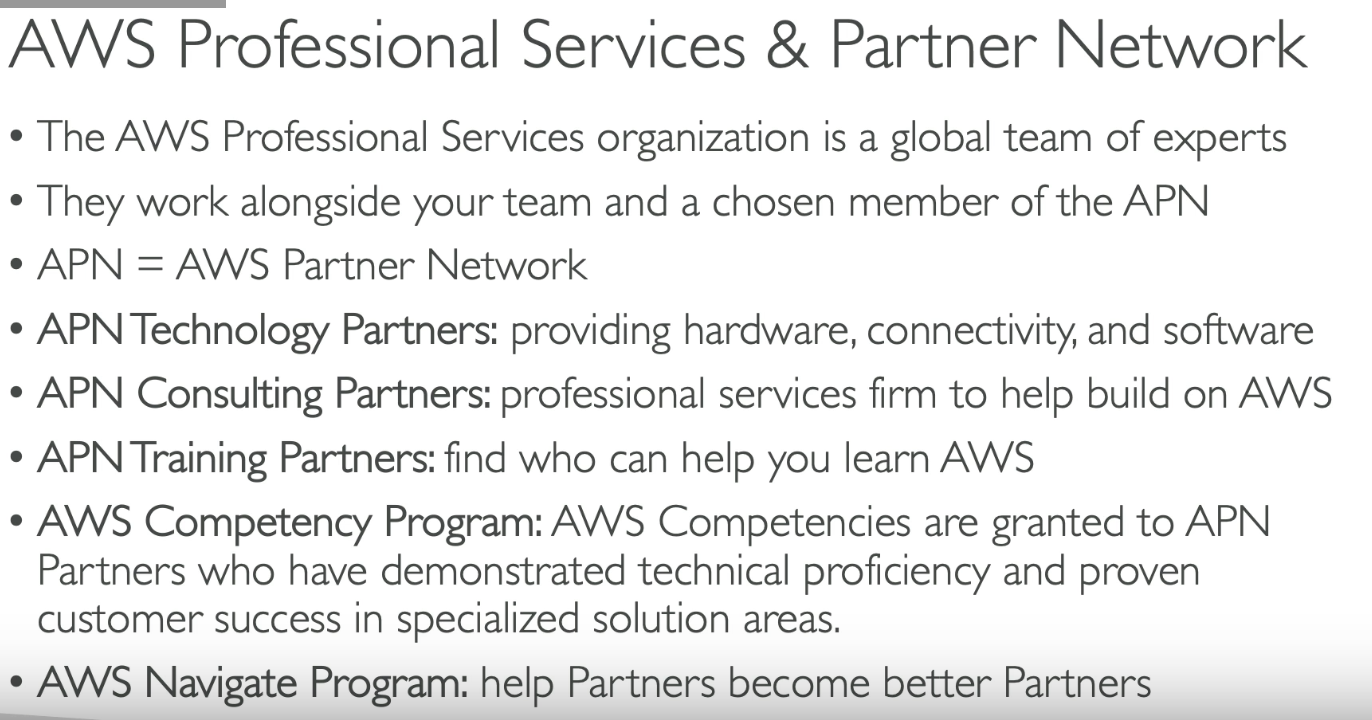 AWS Professional Services & Partner Network
• The AWS Professional Services organization is a global team of experts
• They work alongside your team and a chosen member of the APN
• APN = AWS Partner Network
• APN Technology Partners: providing hardware, connectivity, and software
• APN Consulting Partners: professional services firm to help build on AWS
• APN Training Partners: find who can help you learn AWS
• AWS Competency Program: AWS Competencies are granted to APN
Partners who have demonstrated technical proficiency and proven
customer success in specialized solution areas.
• AWS Navigate Program: help Partners become better Partners